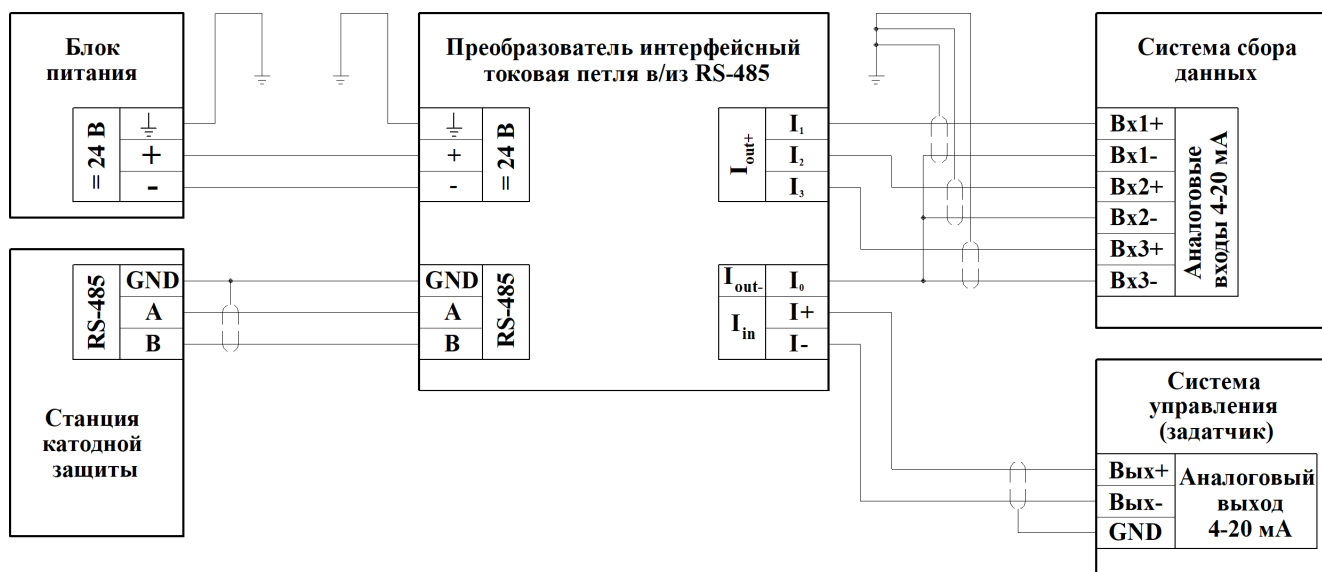 Блок
питания
= 24 В
+
-
Преобразователь интерфейсный
токовая петля в/из RS-485
+
-
= 24 В
Iout+
I1
I2
I3
Система сбора
данных
Вх1+
Вх1-
Вх2+
Вх2-
Вх3+
Вх3-
Аналоговые
входы 4-20 мА
RS-485
GND
A
B
Станция
катодной
защиты
GND
A
B
RS-485
Iout-
Iin
I0
I+
I-
Система
управления
(задатчик)
Вых+
Вых-
GND
Аналоговый
выход
4-20 мА